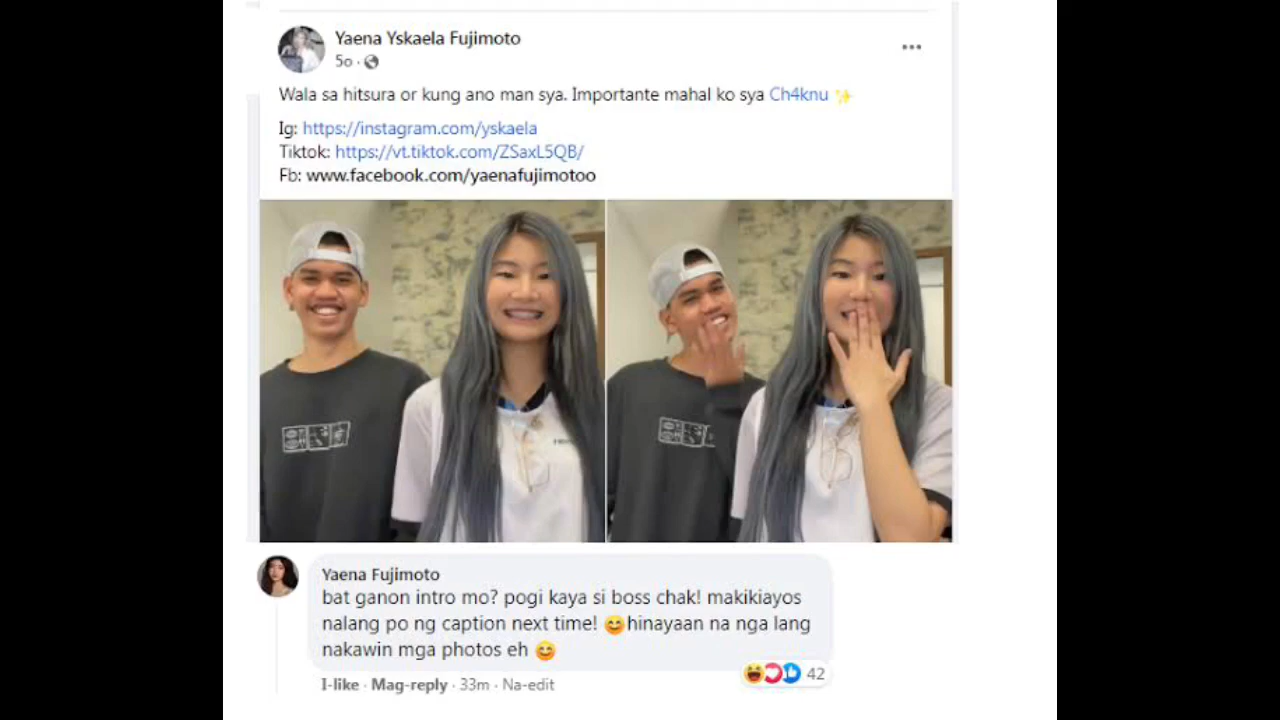 Yaena Yskaela Fujimoto
5o ·
Wala sa hitsura or kung ano man sya. Importante mahal ko sya Ch4knu ✨
Ig: https://instagram.com/yskaela
Tiktok: https://vt.tiktok.com/ZSaxL5QB/
Fb: www.facebook.com/yaenafujimotoo
Yaena Fujimoto
bat ganon intro mo? pogi kaya si boss chak! makikiayos
nalang po ng caption next time! 😊hinayaan na nga lang
nakawin mga photos eh 😊
42
I-like · Mag-reply · 33m · Na-edit